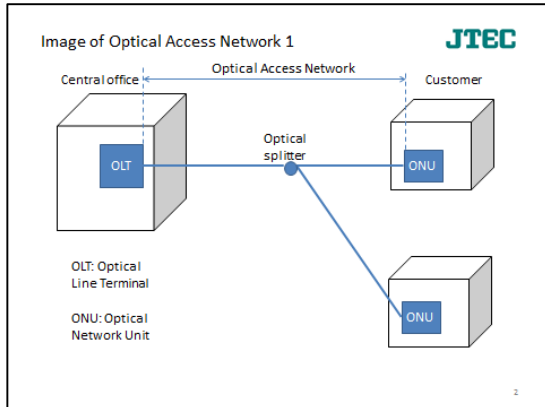 Image of Optical Access Network 1
JTEC
Optical Access Network
Central office
Customer
Optical
splitter
OLT
ONU
OLT: Optical
Line Terminal
ONU: Optical
Network Unit
ONU
2